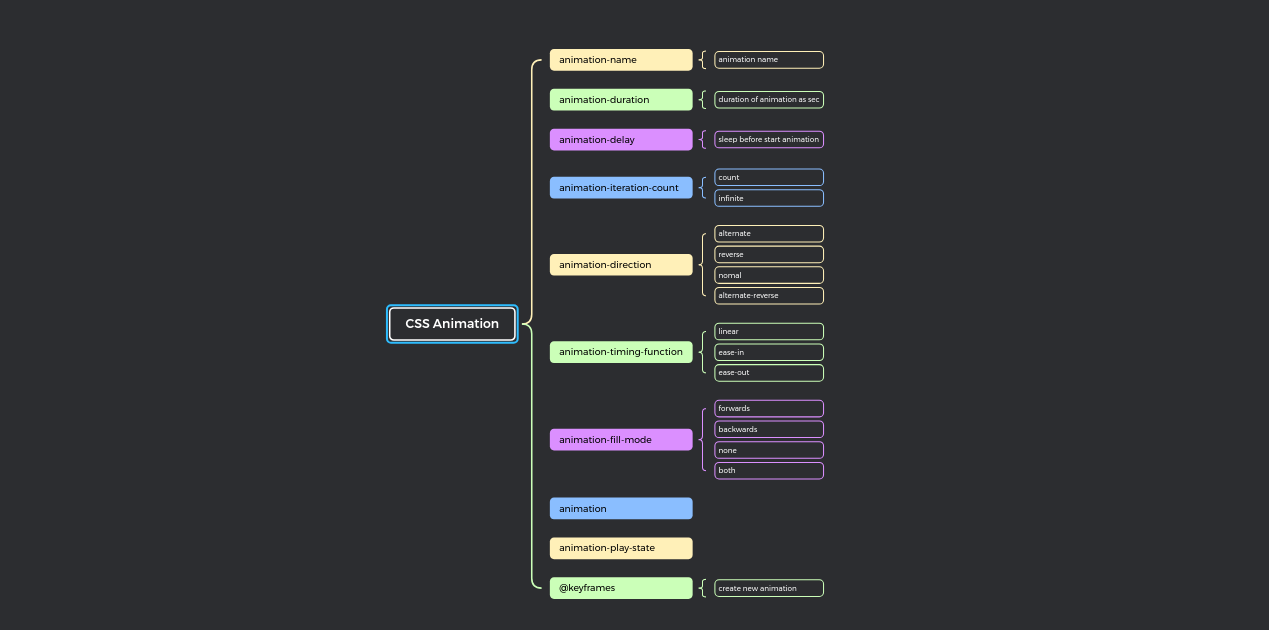 CSS Animation
animation-name
animation name
animation-duration
duration of animation as sec
animation-delay
sleep before start animation
animation-iteration-count
count
infinite
animation-direction
alternate
reverse
nomal
alternate-reverse
animation-timing-function
linear
ease-in
ease-out
animation-fill-mode
forwards
backwards
none
both
animation
animation-play-state
@keyframes
create new animation